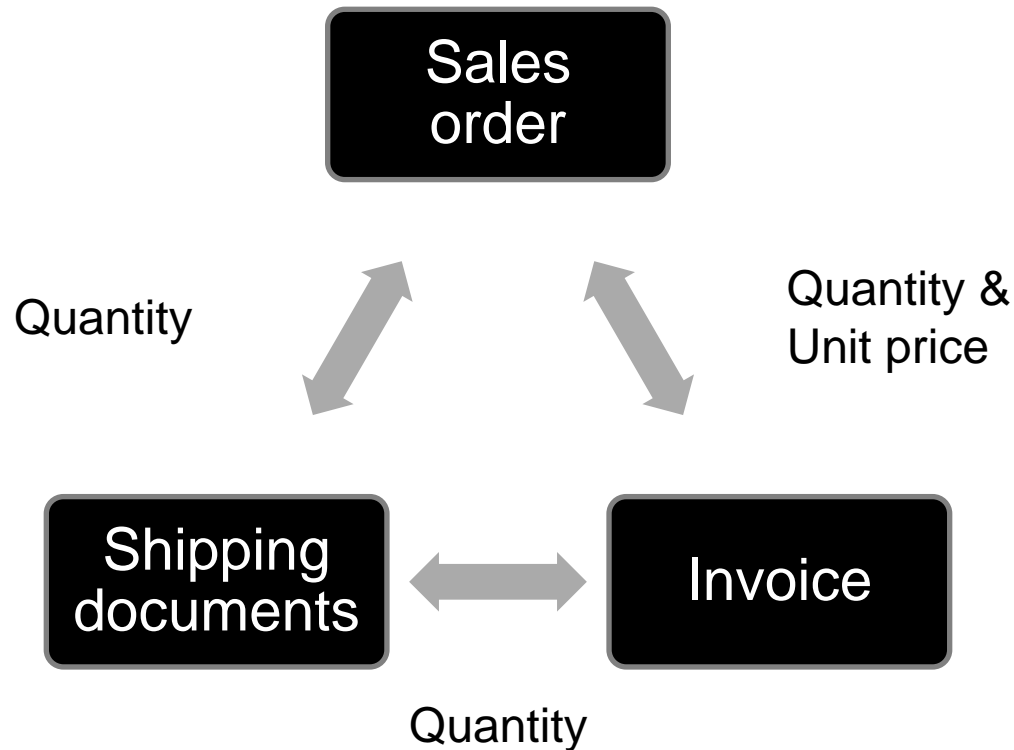 Sales
order
Quantity
Quantity &
Unit price
Shipping
documents
Invoice
Quantity